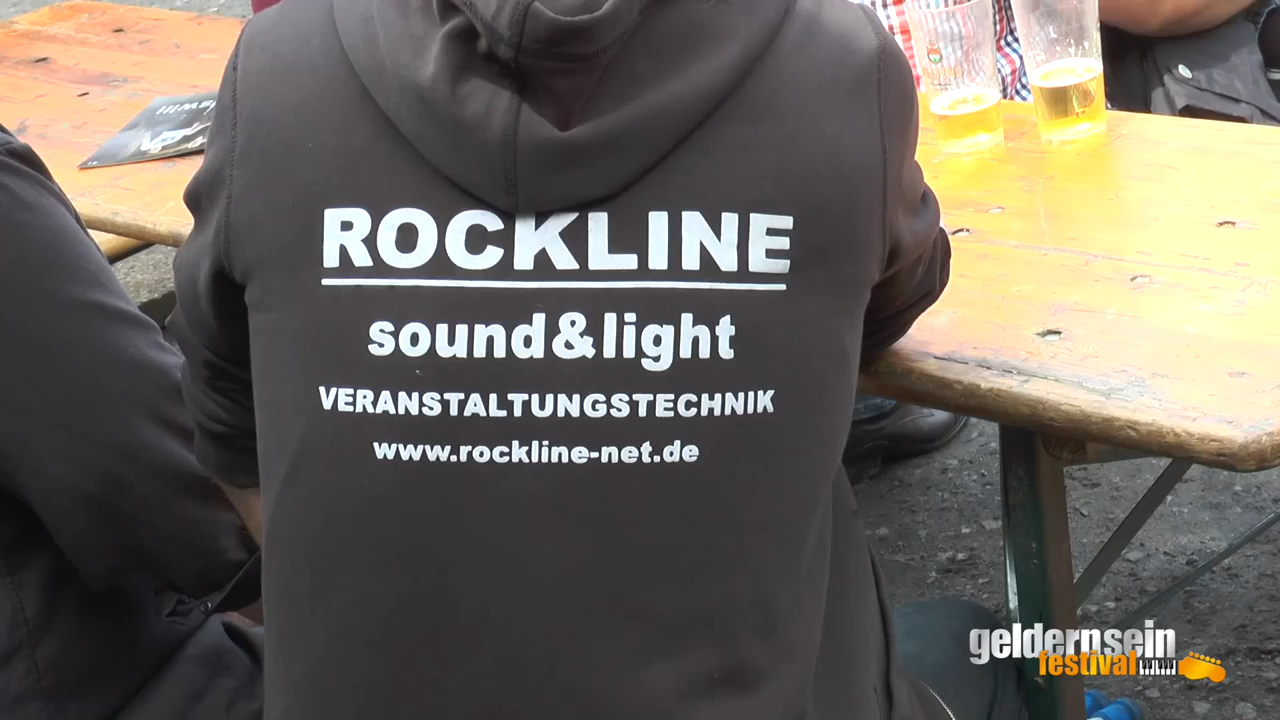 ROCKLINE
sound&light
VERANSTALTUNGSTECHNIK
www.rockline-net.de
geldernsein
festival